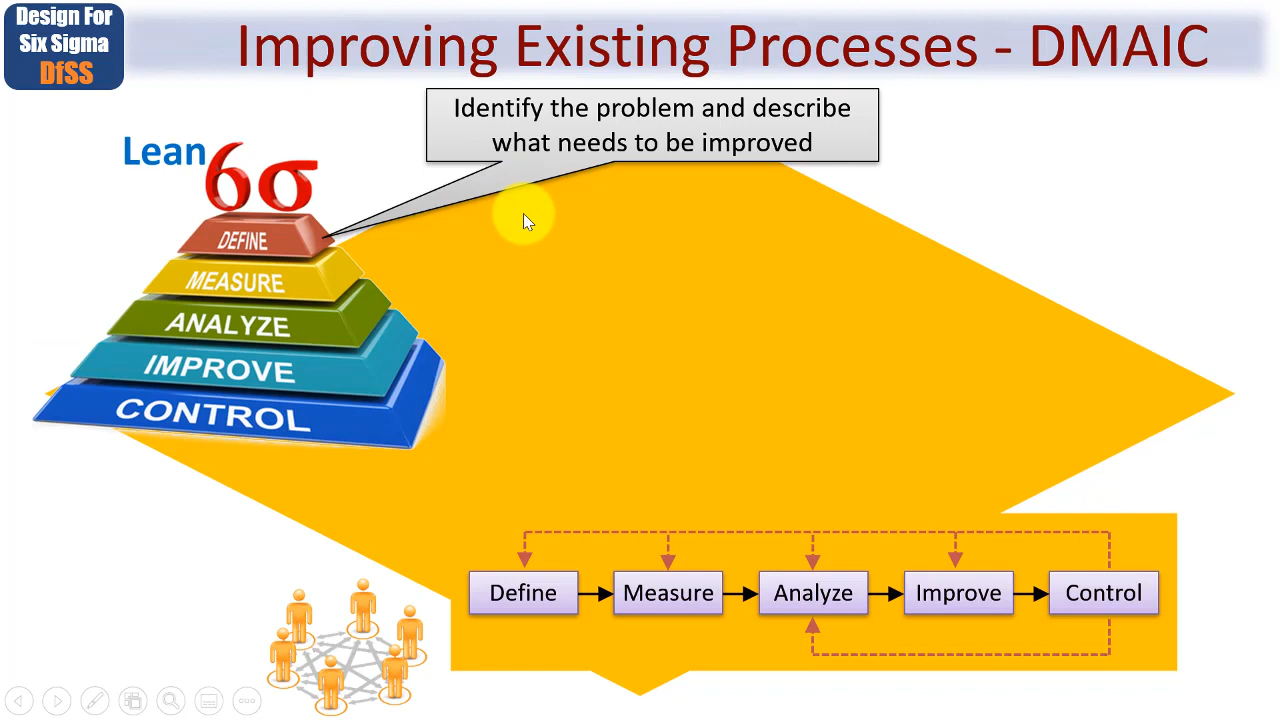 Design For
Six Sigma
DfSS
Improving Existing Processes - DMAIC
Identify the problem and describe
what needs to be improved
Lean 6σ
DEFINE
MEASURE
ANALYZE
IMPROVE
CONTROL
Define Measure Analyze Improve Control